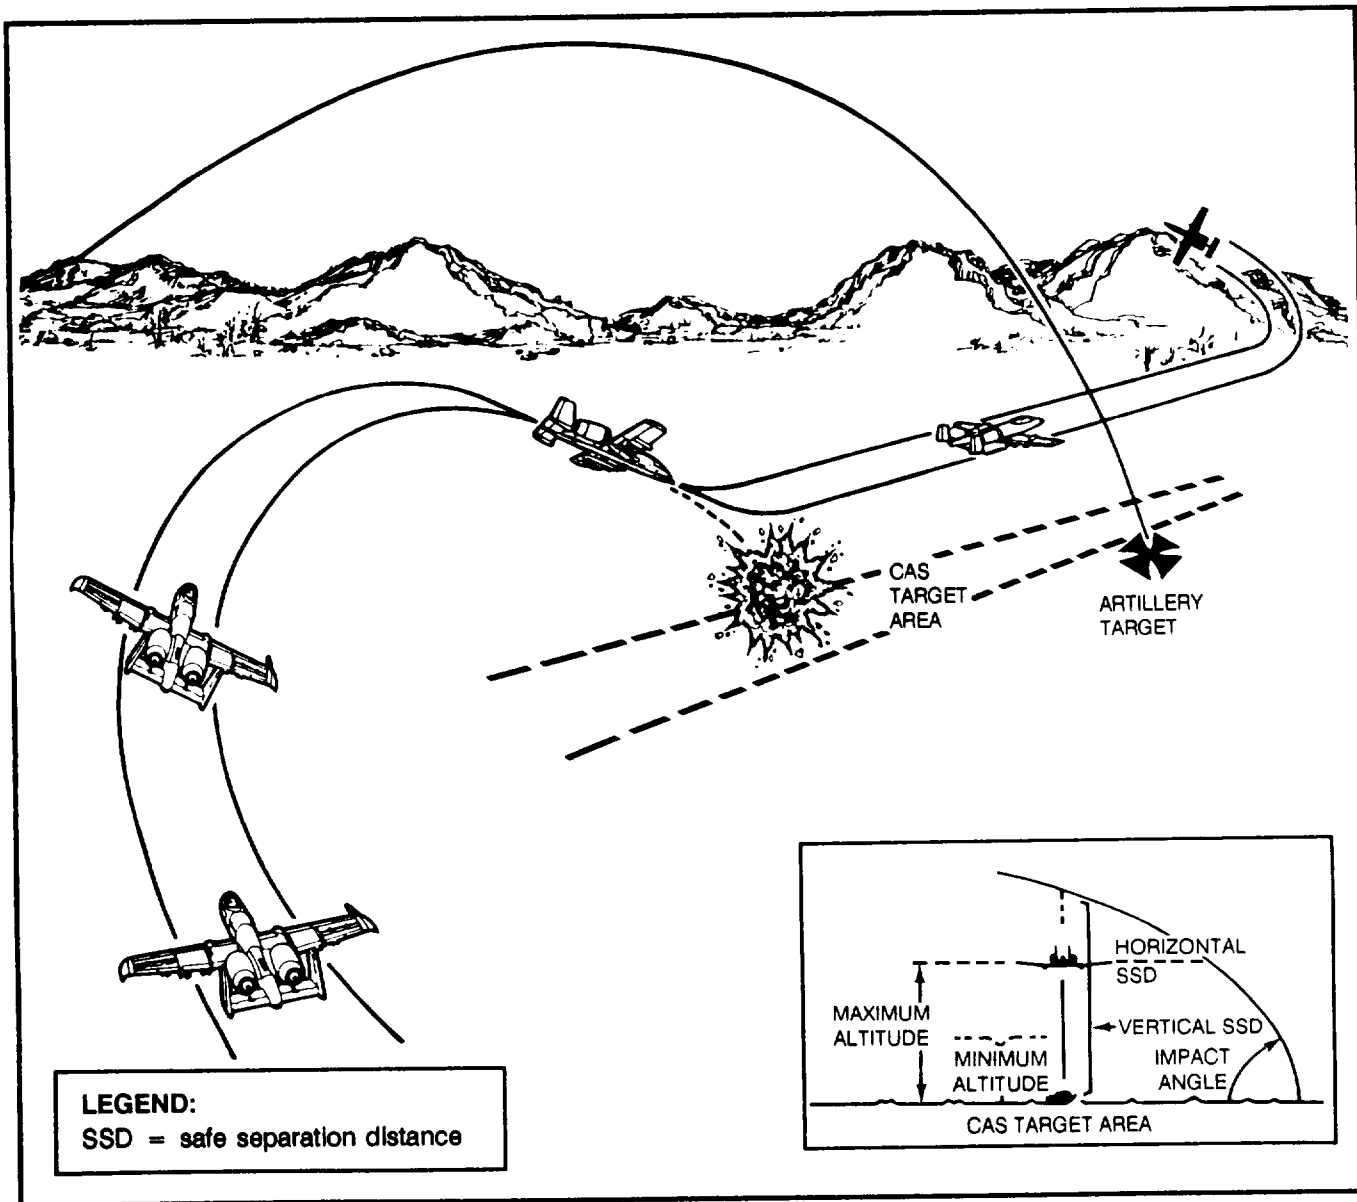 CAS
TARGET
AREA
ARTILLERY
TARGET
HORIZONTAL
SSD
MAXIMUM
ALTITUDE
VERTICAL SSD
MINIMUM
ALTITUDE
IMPACT
ANGLE
CAS TARGET AREA
LEGEND:
SSD = safe separation distance